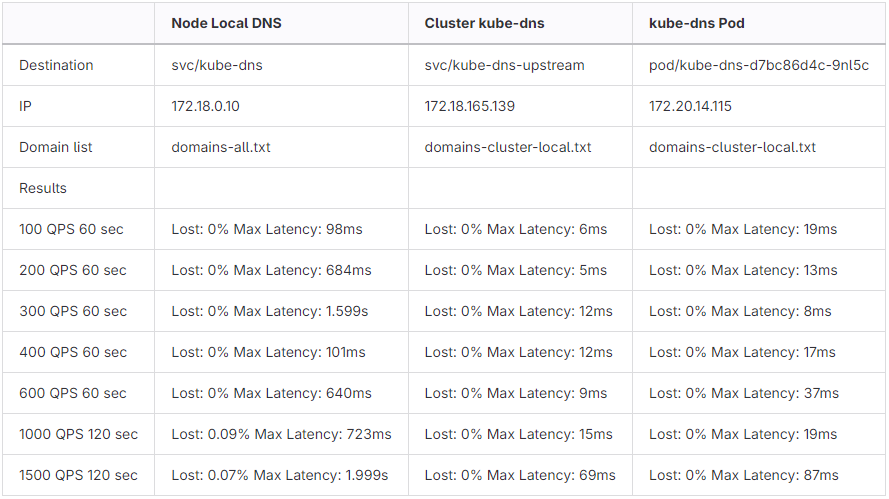 Node Local DNS Cluster kube-dns kube-dns Pod
Destination svc/kube-dns svc/kube-dns-upstream pod/kube-dns-d7bc86d4c-9nl5c
IP 172.18.0.10 172.18.165.139 172.20.14.115
Domain list domains-all.txt domains-cluster-local.txt domains-cluster-local.txt
Results
100 QPS 60 sec Lost: 0% Max Latency: 98ms Lost: 0% Max Latency: 6ms Lost: 0% Max Latency: 19ms
200 QPS 60 sec Lost: 0% Max Latency: 684ms Lost: 0% Max Latency: 5ms Lost: 0% Max Latency: 13ms
300 QPS 60 sec Lost: 0% Max Latency: 1.599s Lost: 0% Max Latency: 12ms Lost: 0% Max Latency: 8ms
400 QPS 60 sec Lost: 0% Max Latency: 101ms Lost: 0% Max Latency: 12ms Lost: 0% Max Latency: 17ms
600 QPS 60 sec Lost: 0% Max Latency: 640ms Lost: 0% Max Latency: 9ms Lost: 0% Max Latency: 37ms
1000 QPS 120 sec Lost: 0.09% Max Latency: 723ms Lost: 0% Max Latency: 15ms Lost: 0% Max Latency: 19ms
1500 QPS 120 sec Lost: 0.07% Max Latency: 1.999s Lost: 0% Max Latency: 69ms Lost: 0% Max Latency: 87ms